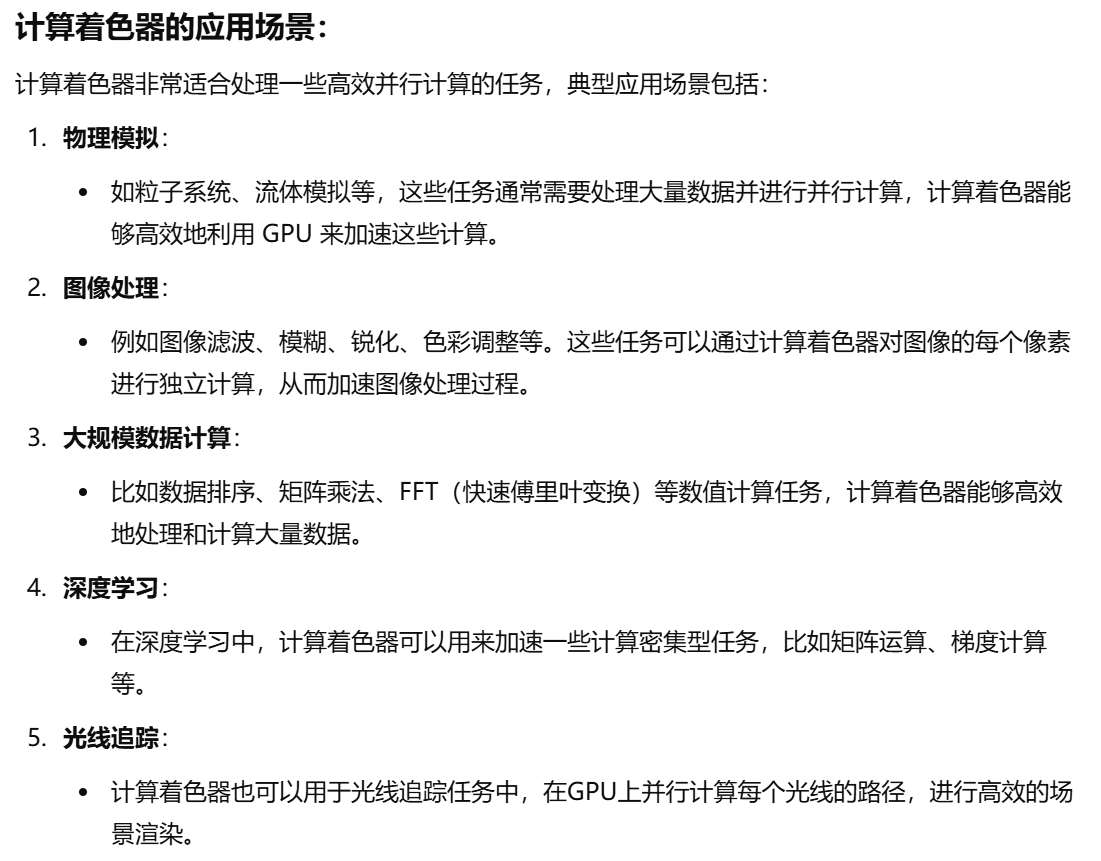 计算着色器的应用场景：
计算着色器非常适合处理一些高效并行计算的任务，典型应用场景包括：
1. 物理模拟：
• 如粒子系统、流体模拟等，这些任务通常需要处理大量数据并进行并行计算，计算着色器能
够高效地利用 GPU 来加速这些计算。
2. 图像处理：
• 例如图像滤波、模糊、锐化、色彩调整等。这些任务可以通过计算着色器对图像的每个像素
进行独立计算，从而加速图像处理过程。
3. 大规模数据计算：
• 比如数据排序、矩阵乘法、FFT（快速傅里叶变换）等数值计算任务，计算着色器能够高效
地处理和计算大量数据。
4. 深度学习：
• 在深度学习中，计算着色器可以用来加速一些计算密集型任务，比如矩阵运算、梯度计算
等。
5. 光线追踪：
• 计算着色器也可以用于光线追踪任务中，在GPU上并行计算每个光线的路径，进行高效的场
景渲染。